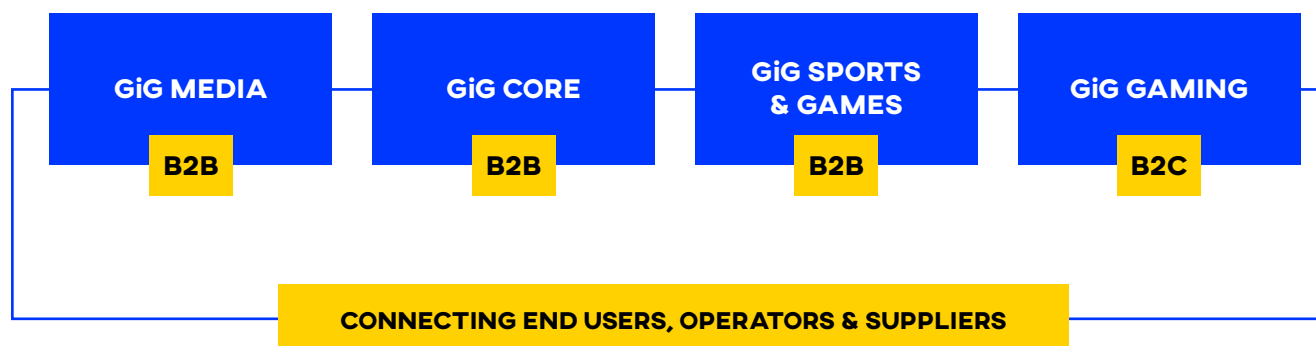 GiG MEDIA
B2B
GiG CORE
B2B
GiG SPORTS
& GAMES
B2B
GiG GAMING
B2C
CONNECTING END USERS, OPERATORS & SUPPLIERS